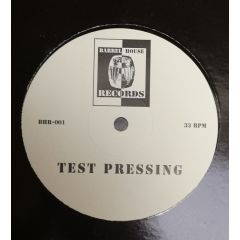 BARREL HOUSE
RECORDS
BHR-001
33 RPM
TEST PRESSING